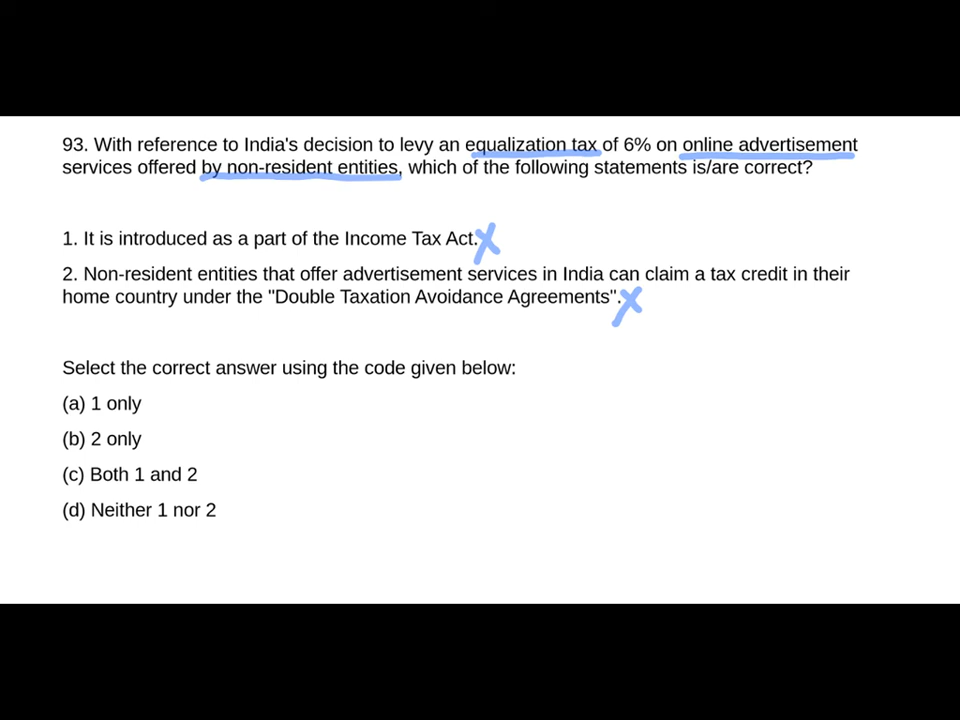 93. With reference to India's decision to levy an equalization tax of 6% on online advertisement
services offered by non-resident entities, which of the following statements is/are correct?
1. It is introduced as a part of the Income Tax Act.
2. Non-resident entities that offer advertisement services in India can claim a tax credit in their
home country under the "Double Taxation Avoidance Agreements".
Select the correct answer using the code given below:
(a) 1 only
(b) 2 only
(c) Both 1 and 2
(d) Neither 1 nor 2